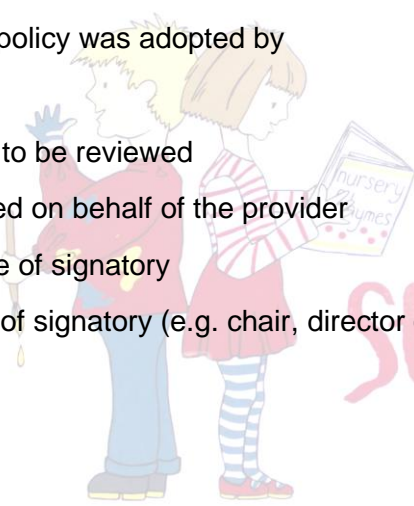 policy was adopted by
to be reviewed
nursery
rhymes
ed on behalf of the provider
e of signatory
of signatory (e.g. chair, director